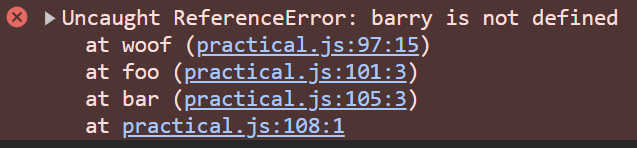 Uncaught ReferenceError: barry is not defined
at woof (practical.js:97:15)
at foo (practical.js:101:3)
at bar (practical.js:105:3)
at practical.js:108:1